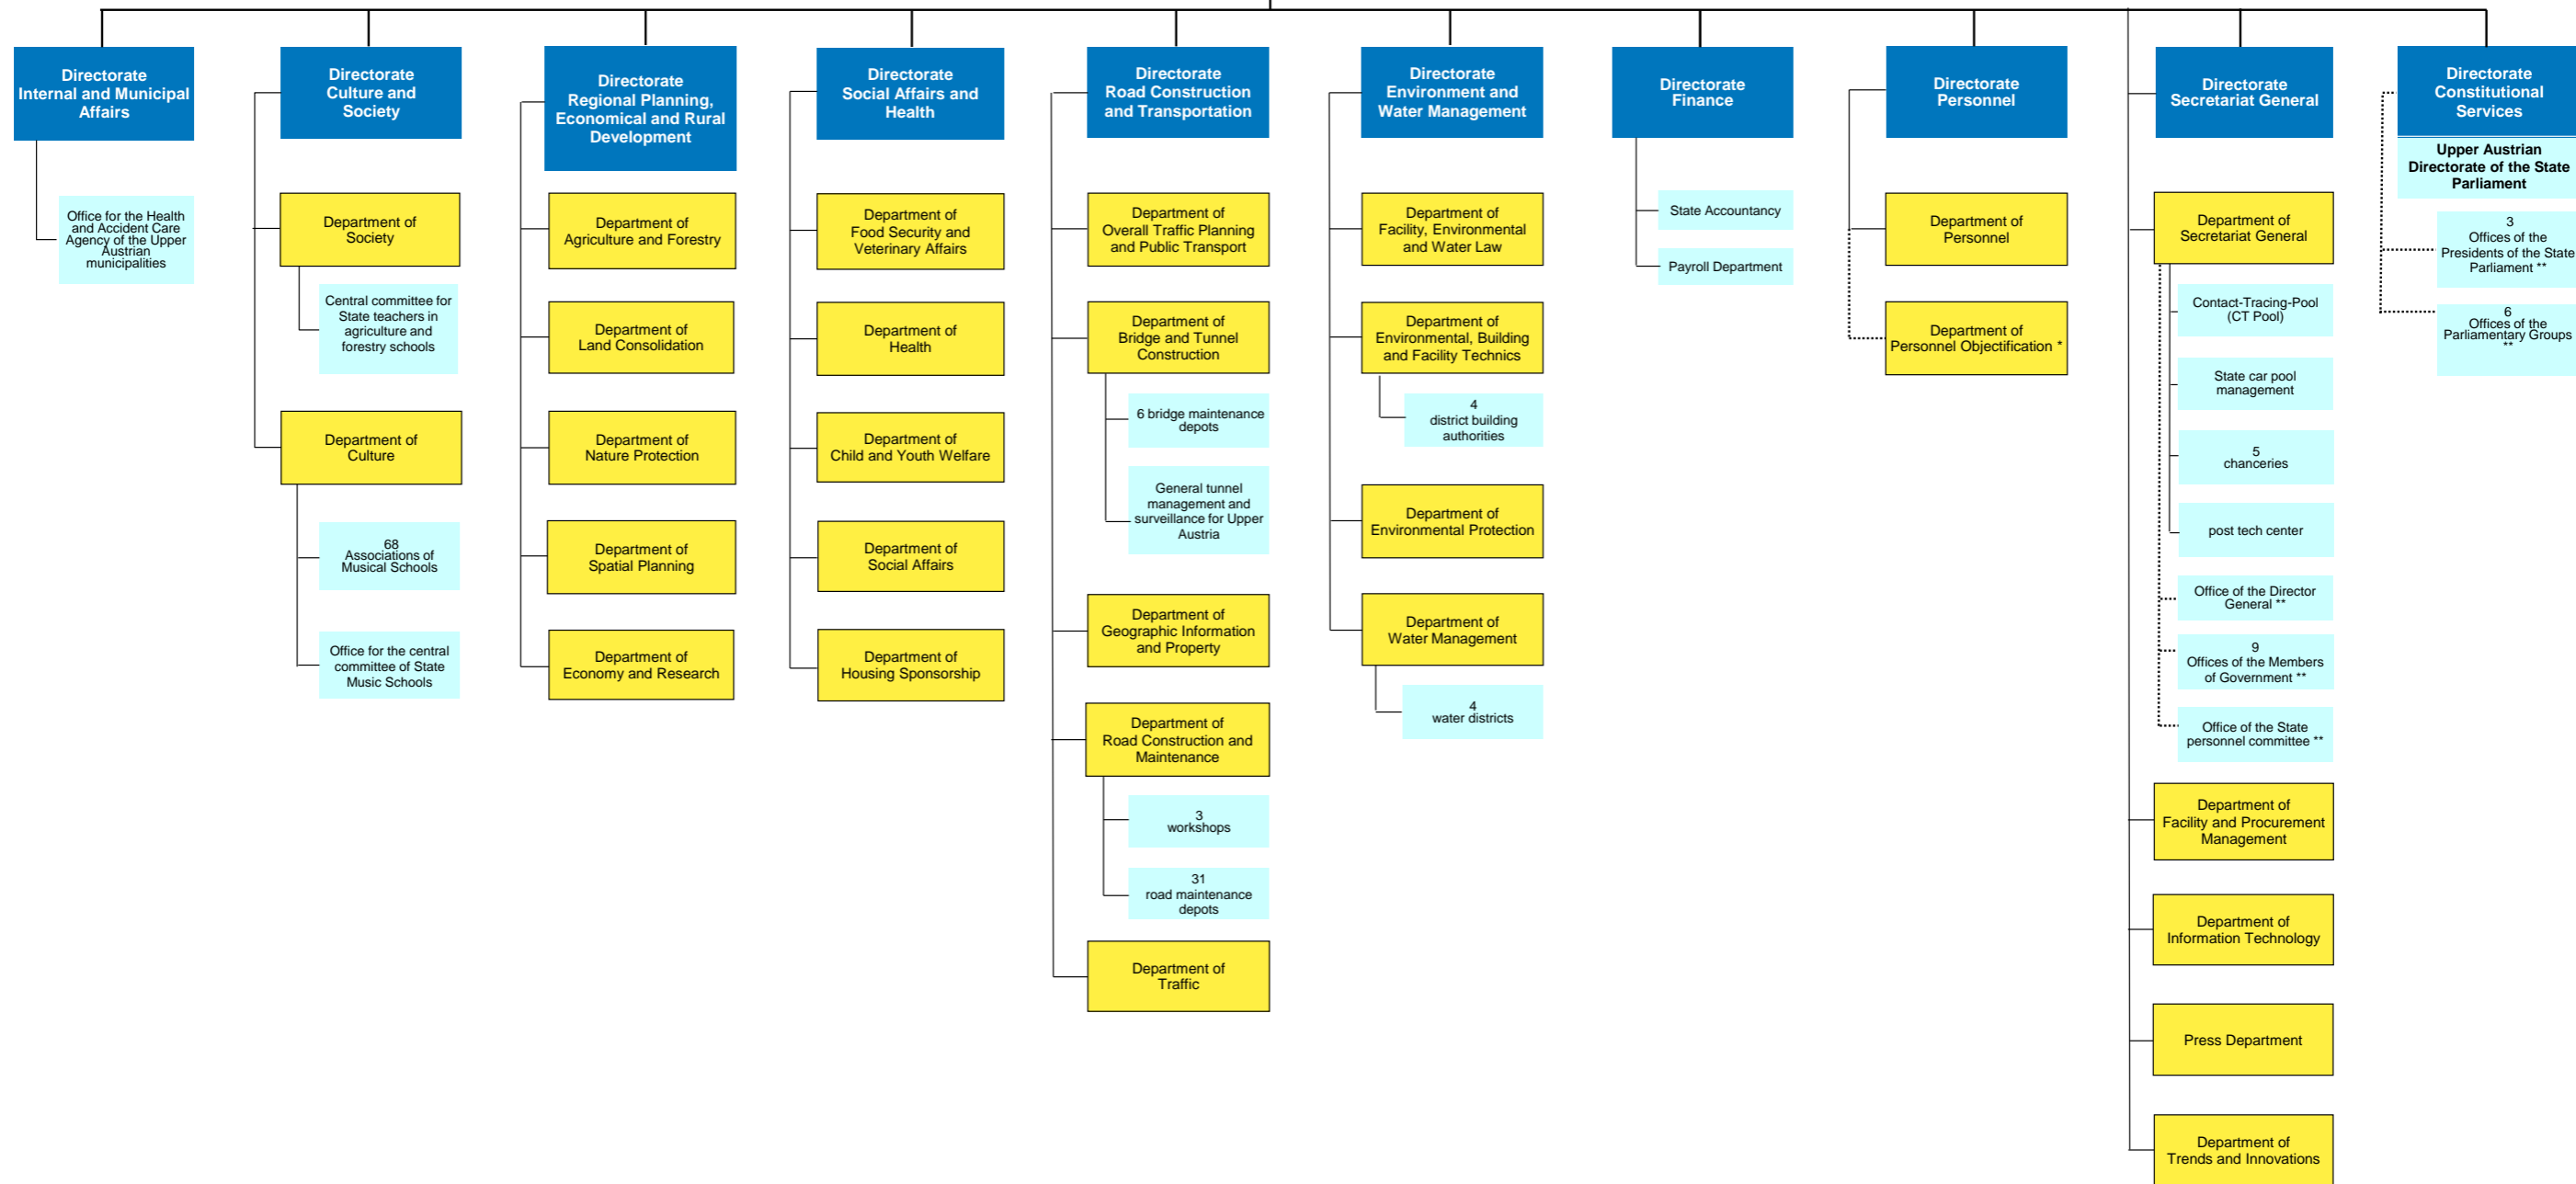 Directorate
Internal and Municipal
Affairs
Office for the Health
and Accident Care
Agency of the Upper
Austrian
municipalities
Directorate
Culture and
Society
Department of
Society
Central committee for
State teachers in
agriculture and
forestry schools
Department of
Culture
68
Associations of
Musical Schools
Office for the central
committee of State
Music Schools
Directorate
Regional Planning,
Economical and Rural
Development
Department of
Agriculture and Forestry
Department of
Land Consolidation
Department of
Nature Protection
Department of
Spatial Planning
Department of
Economy and Research
Directorate
Social Affairs and
Health
Department of
Food Security and
Veterinary Affairs
Department of
Health
Department of
Child and Youth Welfare
Department of
Social Affairs
Department of
Housing Sponsorship
Directorate
Road Construction
and Transportation
Department of
Overall Traffic Planning
and Public Transport
Department of
Bridge and Tunnel
Construction
6 bridge maintenance
depots
General tunnel
management and
surveillance for Upper
Austria
Department of
Geographic Information
and Property
Department of
Road Construction and
Maintenance
3
workshops
31
road maintenance
depots
Department of
Traffic
Directorate
Environment and
Water Management
Department of
Facility, Environmental
and Water Law
Department of
Environmental, Building
and Facility Technics
4
district building
authorities
Department of
Environmental Protection
Department of
Water Management
4
water districts
Directorate
Finance
State Accountancy
Payroll Department
Directorate
Personnel
Department of
Personnel
Department of
Personnel Objectification *
Directorate
Secretariat General
Department of
Secretariat General
Contact-Tracing-Pool
(CT Pool)
State car pool
management
5
chanceries
post tech center
Office of the Director
General **
9
Offices of the Members
of Government **
Office of the State
personnel committee **
Department of
Facility and Procurement
Management
Department of
Information Technology
Press Department
Department of
Trends and Innovations
Directorate
Constitutional
Services
Upper Austrian
Directorate of the State
Parliament
3
Offices of the
Presidents of the State
Parliament **
6
Offices of the
Parliamentary Groups
**